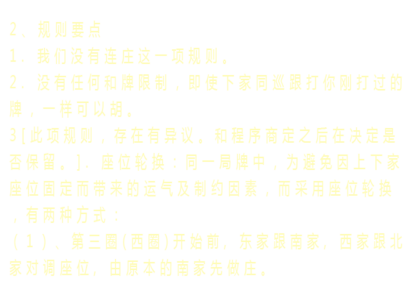 2、规则要点
1、我们没有连庄这一项规则。
2、没有任何和牌限制，即使下家同巡跟打你刚打过的
牌，一样可以胡。
3[此项规则，存在有异议。和程序商定之后在决定是
否保留。]、座位轮换：同一局牌中，为避免因上下家
座位固定而带来的运气及制约因素，而采用座位轮换
，有两种方式：
（1）、第三圈(西圈)开始前，东家跟南家、西家跟北
家对调座位，由原本的南家先做庄。